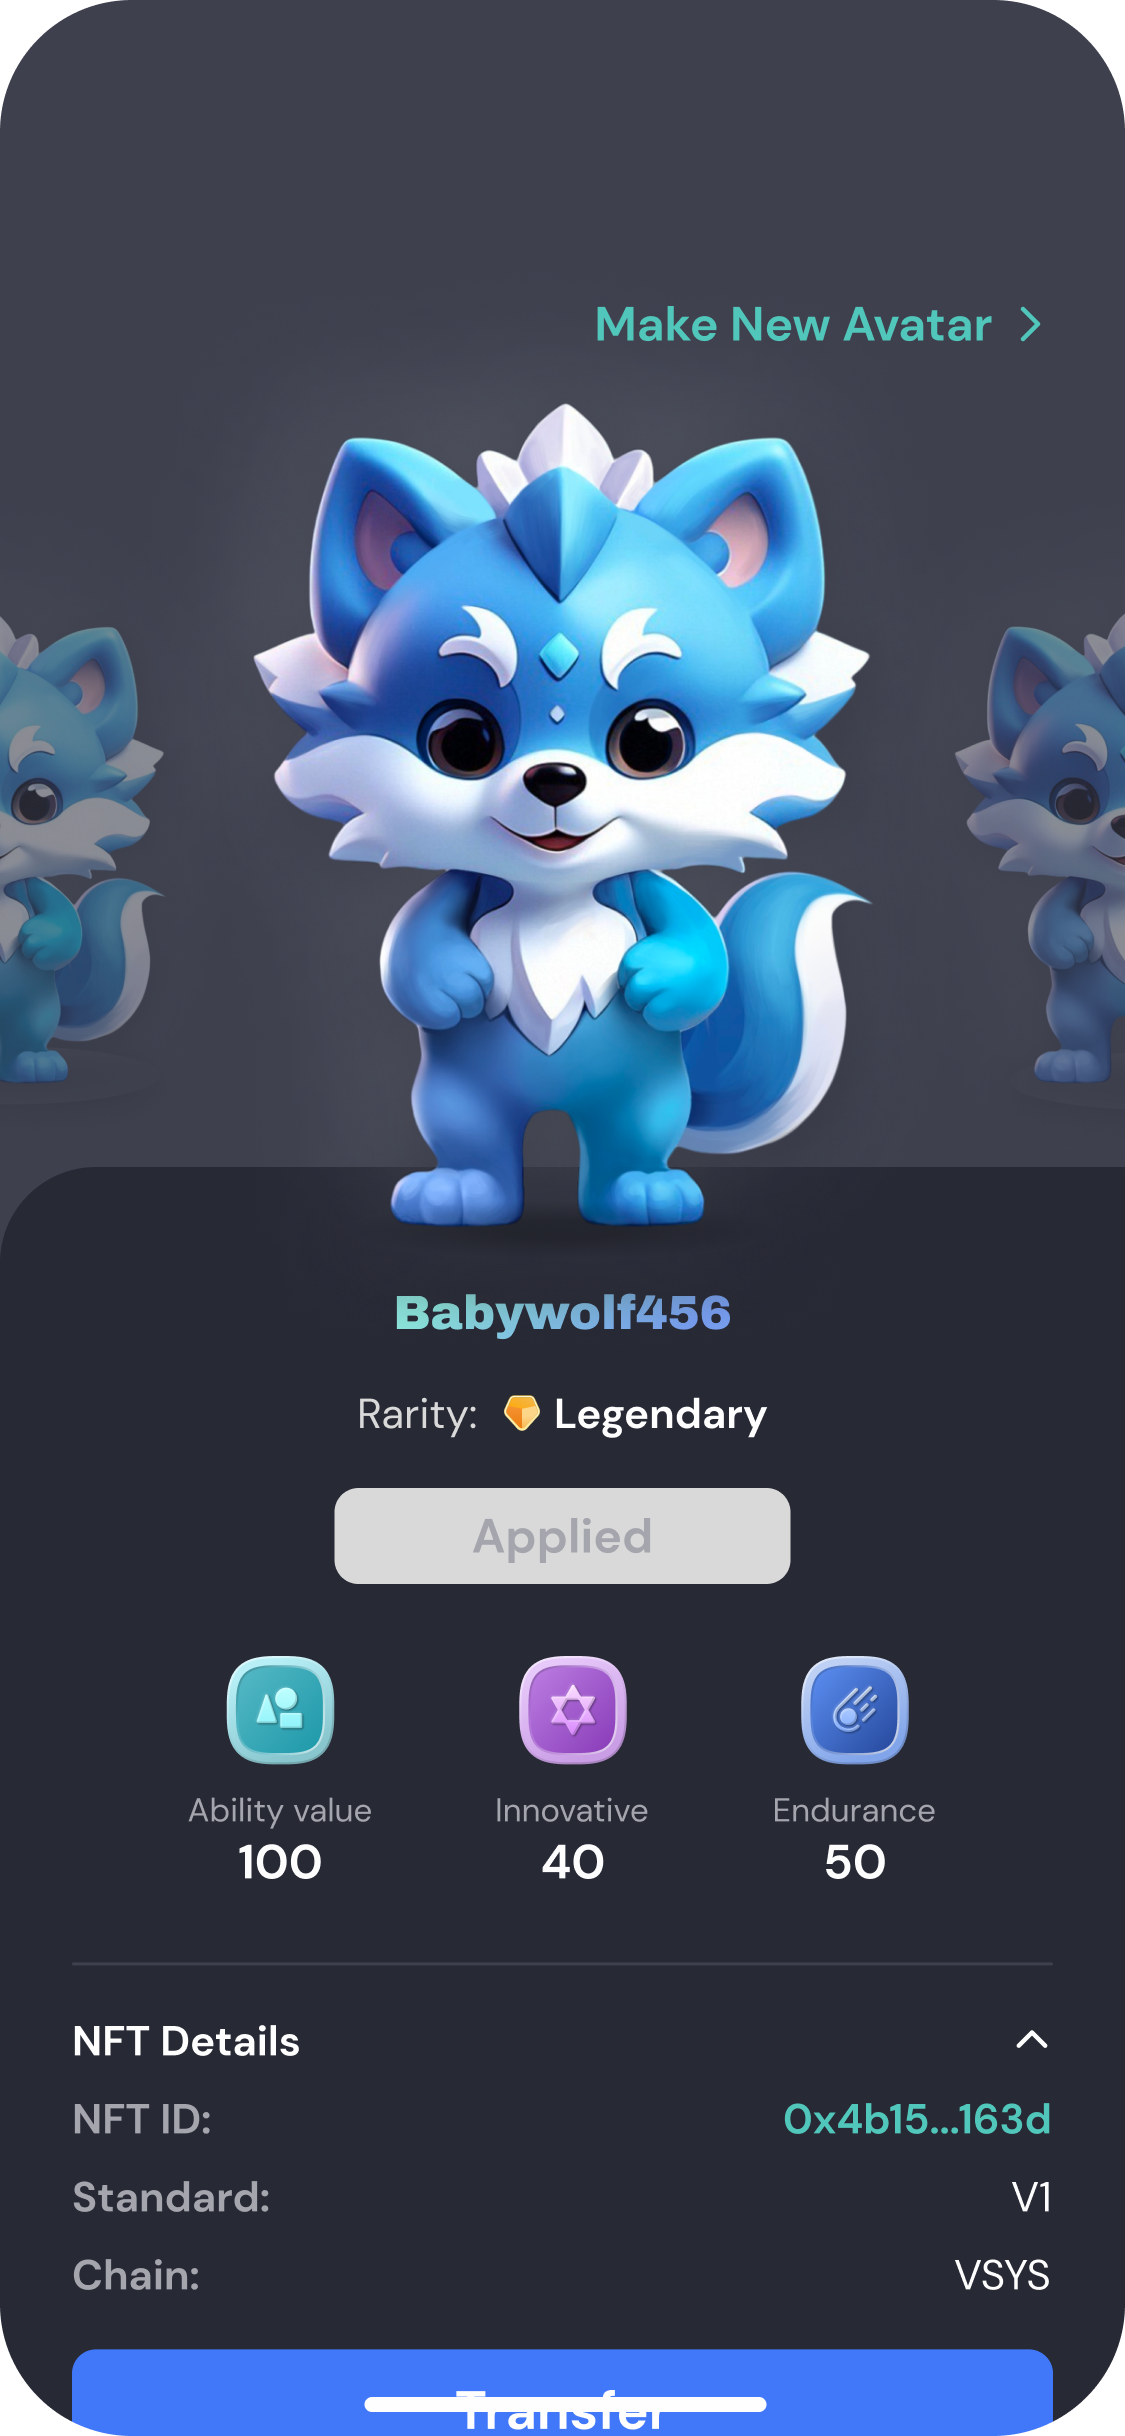 Make New Avatar
Babywolf456
Rarity: Legendary
Applied
Ability value
100
Innovative
40
Endurance
50
NFT Details
NFT ID: 0x4b15...163d
Standard: V1
Chain: VSYS
Transfer